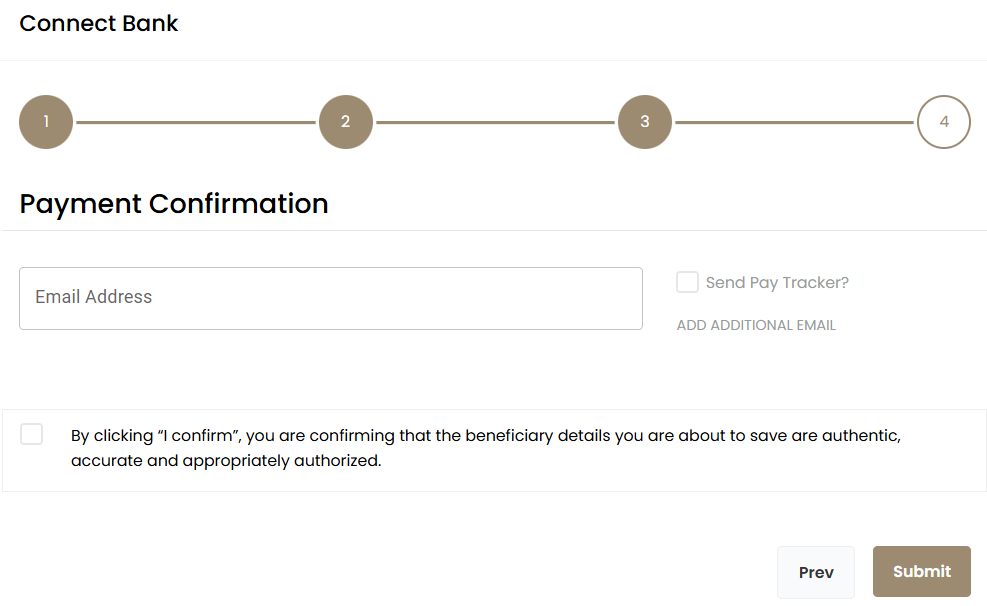 Connect Bank
1 2 3 4
Payment Confirmation
Email Address
Send Pay Tracker?
ADD ADDITIONAL EMAIL
By clicking “I confirm”, you are confirming that the beneficiary details you are about to save are authentic,
accurate and appropriately authorized.
Prev Submit